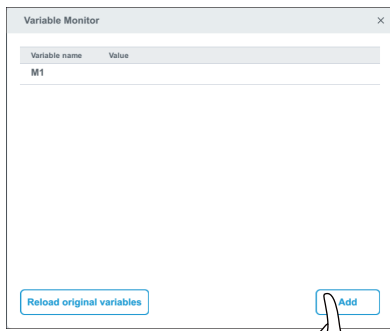 Variable Monitor
Variable name Value
M1
Reload original variables Add